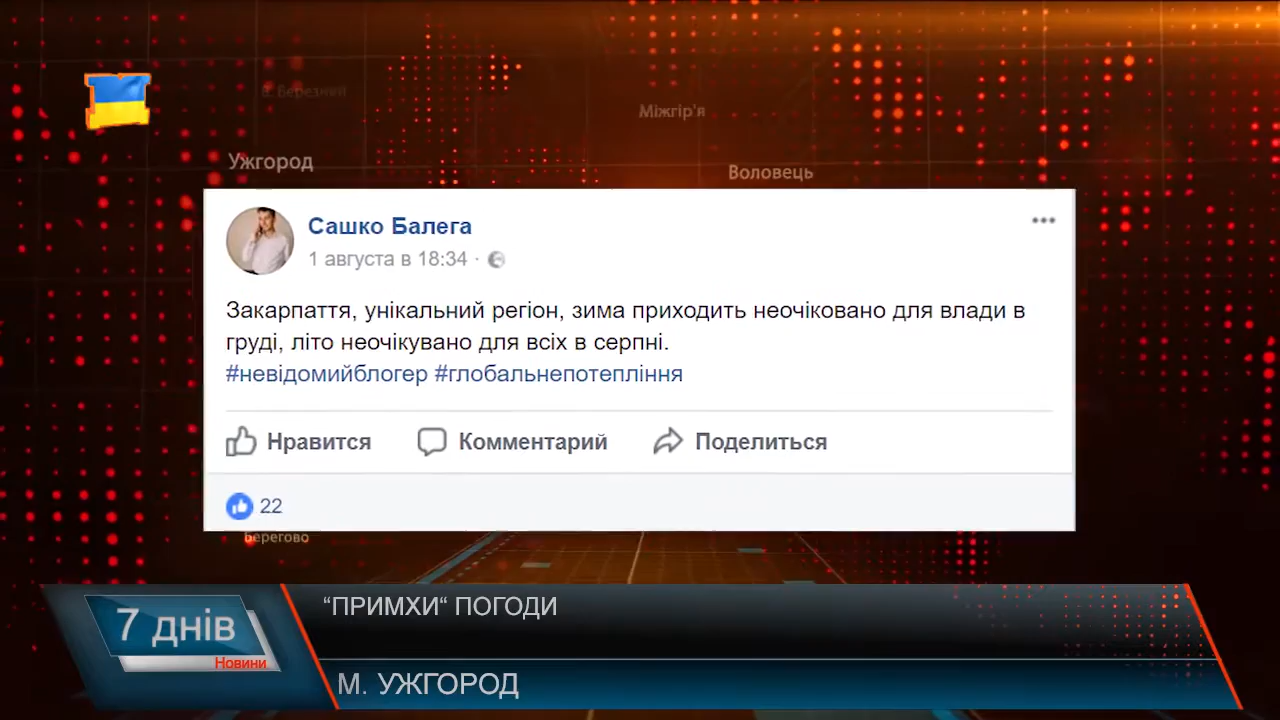 В. Березний
Міжгір'я
Ужгород
Воловець
Сашко Балега
1 августа в 18:34 ·
Закарпаття, унікальний регіон, зима приходить неочіковано для влади в
груді, літо неочікувано для всіх в серпні.
#невідомийблогер #глобальнепотепління
Нравится Комментарий Поделиться
22
Берегово
7 днів
Новини
“ПРИМХИ“ ПОГОДИ
М. УЖГОРОД